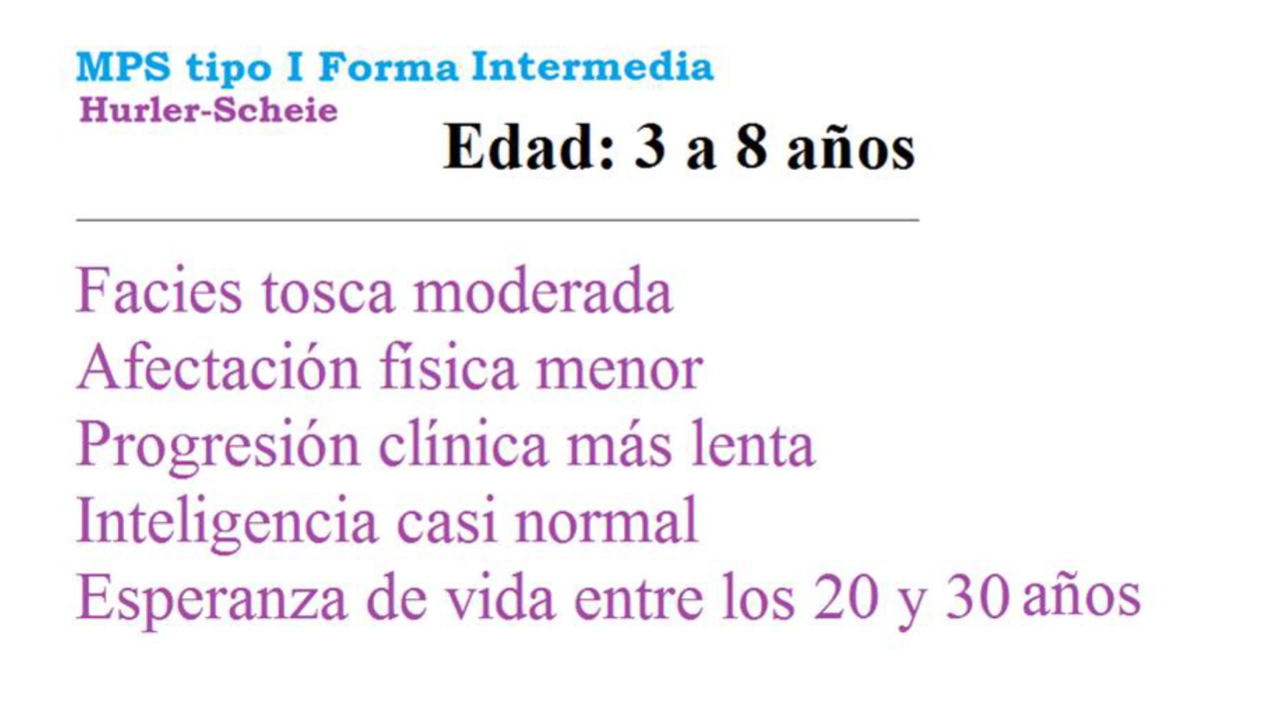 MPS tipo I Forma Intermedia
Hurler-Scheie
Edad: 3 a 8 años
Facies tosca moderada
Afectación física menor
Progresión clínica más lenta
Inteligencia casi normal
Esperanza de vida entre los 20 y 30 años